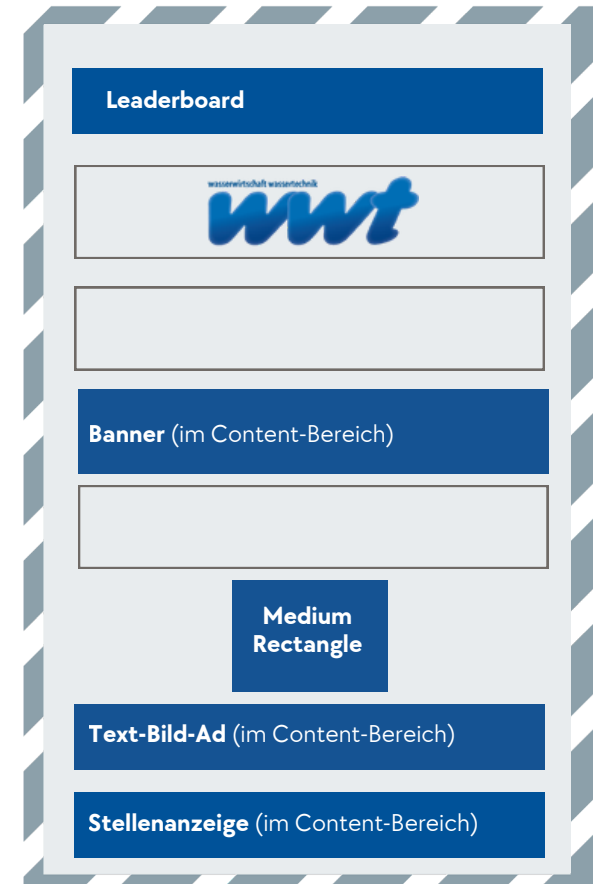 Leaderboard
wasserwirtschaft wassertechnik
wwt
Banner (im Content-Bereich)
Medium
Rectangle
Text-Bild-Ad (im Content-Bereich)
Stellenanzeige (im Content-Bereich)